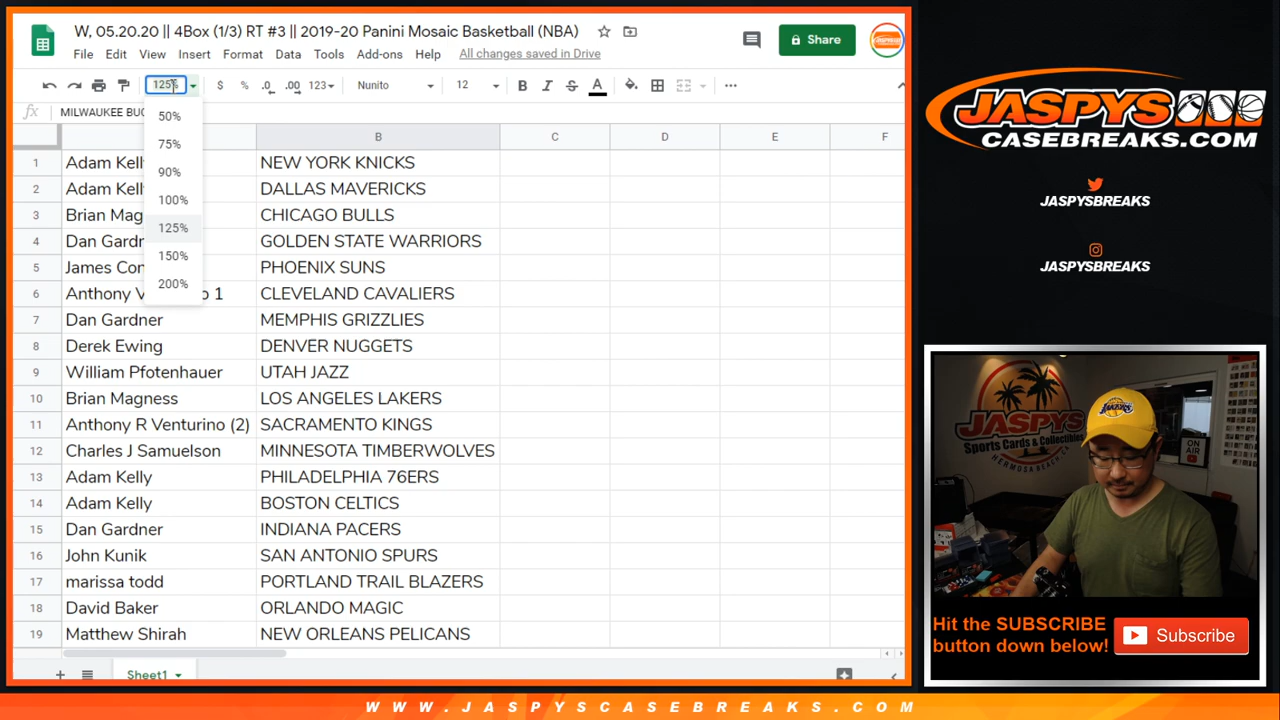 W, 05.20.20 || 4Box (1/3) RT #3 || 2019-20 Panini Mosaic Basketball (NBA)
File Edit View Insert Format Data Tools Add-ons Help All changes saved in Drive
Share
125% $ % .0 .00 123 Nunito 12 B I S A
fx MILWAUKEE BUC
50%
75%
90%
100%
125%
150%
200%
B C D E F
1 Adam Kelly NEW YORK KNICKS
2 Adam Kell DALLAS MAVERICKS
3 Brian Mag CHICAGO BULLS
4 Dan Gardr GOLDEN STATE WARRIORS
5 James Cor PHOENIX SUNS
6 Anthony V o 1 CLEVELAND CAVALIERS
7 Dan Gardner MEMPHIS GRIZZLIES
8 Derek Ewing DENVER NUGGETS
9 William Pfotenhauer UTAH JAZZ
10 Brian Magness LOS ANGELES LAKERS
11 Anthony R Venturino (2) SACRAMENTO KINGS
12 Charles J Samuelson MINNESOTA TIMBERWOLVES
13 Adam Kelly PHILADELPHIA 76ERS
14 Adam Kelly BOSTON CELTICS
15 Dan Gardner INDIANA PACERS
16 John Kunik SAN ANTONIO SPURS
17 marissa todd PORTLAND TRAIL BLAZERS
18 David Baker ORLANDO MAGIC
19 Matthew Shirah NEW ORLEANS PELICANS
Sheet1
JASPYS
CASEBREAKS.COM
JASPYSBREAKS
JASPYSBREAKS
JASPYS
Sports Cards & Collectibles
HERMOSA BEACH, CA
ON AIR
LAKERS
Hit the SUBSCRIBE
button down below!
Subscribe
WWW.JASPYSCASEBREAKS.COM